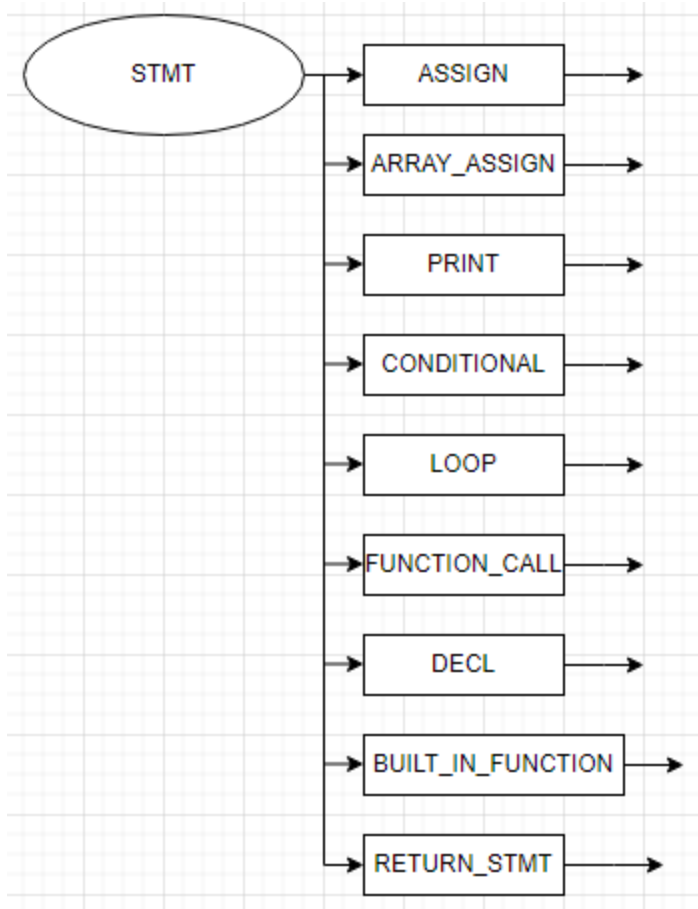 STMT
ASSIGN
ARRAY_ASSIGN
PRINT
CONDITIONAL
LOOP
FUNCTION_CALL
DECL
BUILT_IN_FUNCTION
RETURN_STMT